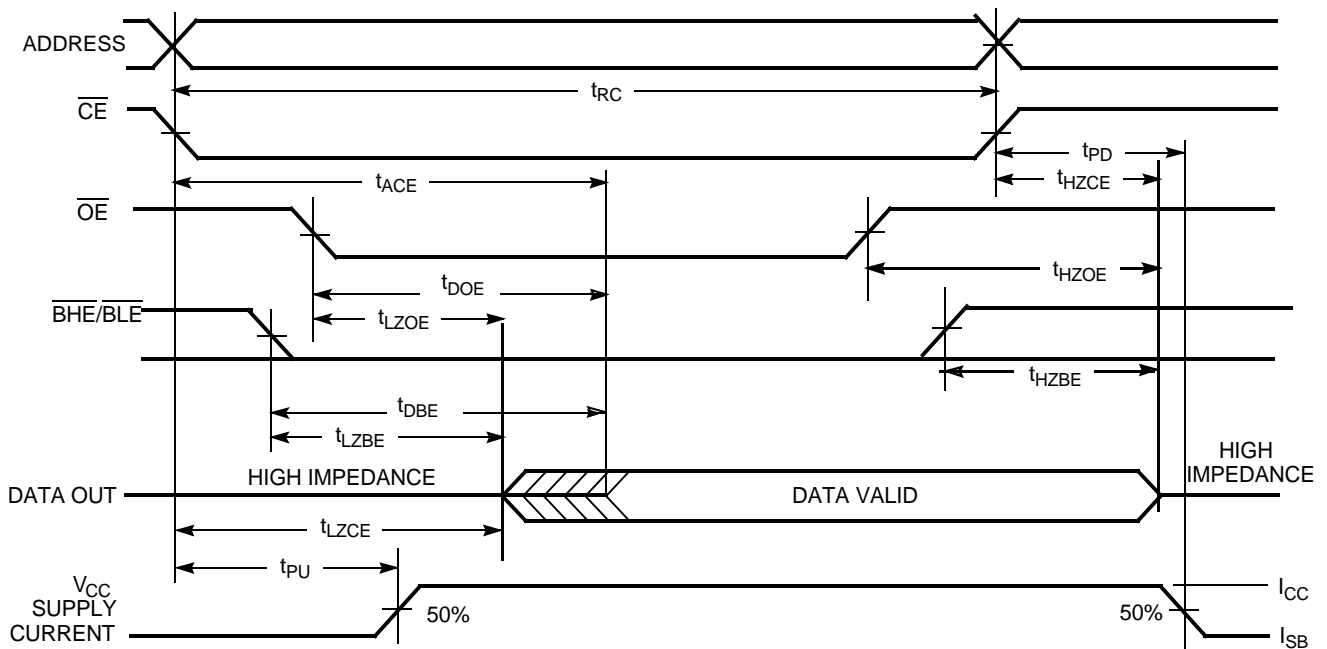 ADDRESS
tRC
CE
tPD
tACE
tHZCE
OE
tDOE
tHZOE
BHE/BLE
tLZOE
tHZBE
tDBE
tLZBE
HIGH IMPEDANCE
HIGH
IMPEDANCE
DATA OUT
DATA VALID
tLZCE
tPU
VCC
SUPPLY
CURRENT
50%
50%
ICC
ISB